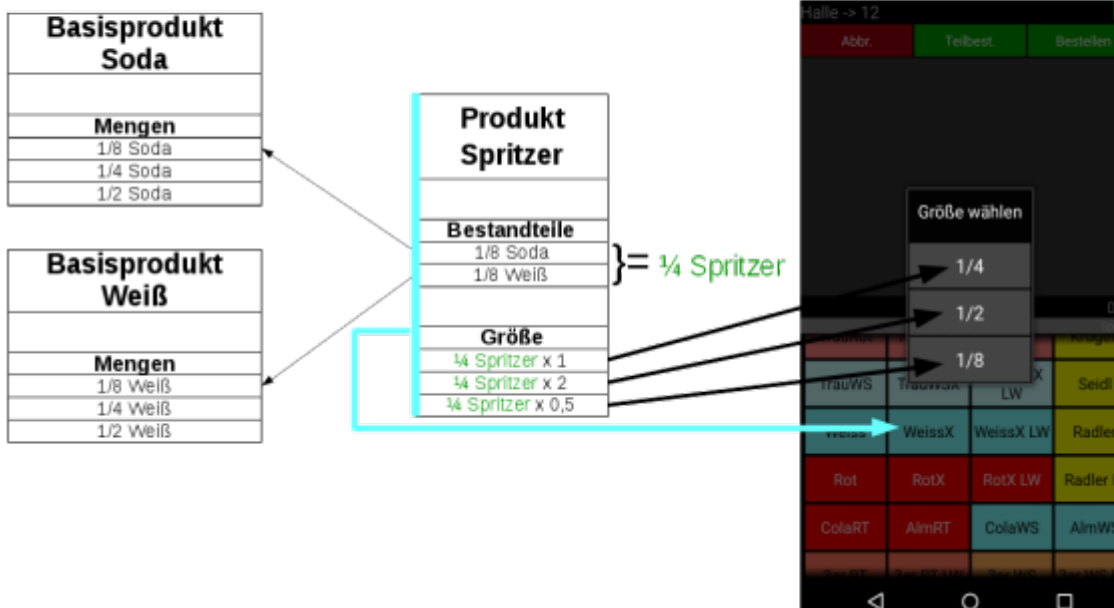 Basisprodukt
Soda
Mengen
1/8 Soda
1/4 Soda
1/2 Soda
Basisprodukt
Weiß
Mengen
1/8 Weiß
1/4 Weiß
1/2 Weiß
Produkt
Spritzer
Bestandteile
1/8 Soda
1/8 Weiß
}= ¼ Spritzer
Größe
¼ Spritzer x 1
¼ Spritzer x 2
¼ Spritzer x 0,5
Halle -> 12
Abbr.
Teilbest.
Bestellen
Größe wählen
1/4
1/2
1/8
TrauWS
X LW
Seidl
Weiss
WeissX
WeissX LW
Radler
Rot
RotX
RotX LW
Radler
ColaRT
AlmRT
ColaWS
AlmWS